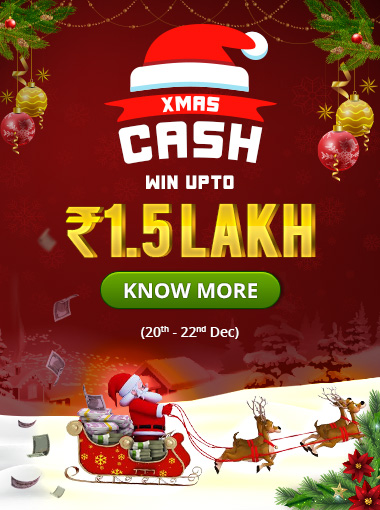 XMAS
CASH
WIN UPTO
₹1.5 LAKH
KNOW MORE
(20th - 22nd Dec)